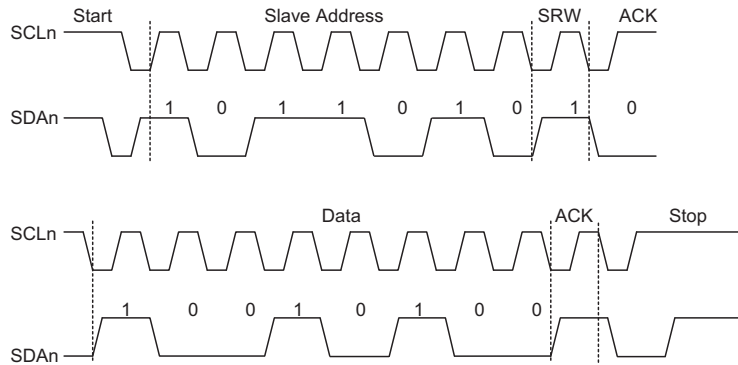 Start Slave Address SRW ACK
SCLn
1 0 1 1 0 1 0 1 0
SDAn
Data ACK Stop
SCLn
1 0 0 1 0 1 0 0
SDAn